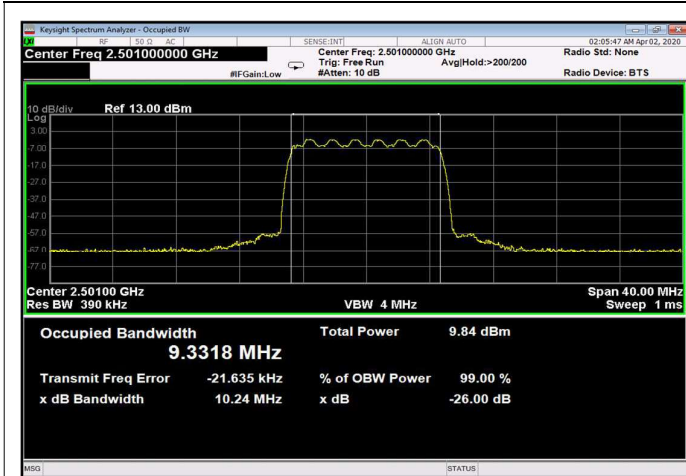 Keysight Spectrum Analyzer - Occupied BW
LXI RF 50 Ω AC SENSE:INT ALIGN AUTO 02:05:47 AM Apr 02, 2020
Center Freq 2.501000000 GHz Center Freq: 2.501000000 GHz Radio Std: None
Trig: Free Run Avg|Hold:>200/200
#IFGain:Low #Atten: 10 dB Radio Device: BTS
10 dB/div Ref 13.00 dBm
Log
3.00
-7.00
-17.0
-27.0
-37.0
-47.0
-57.0
-67.0
-77.0
Center 2.50100 GHz Span 40.00 MHz
Res BW 390 kHz VBW 4 MHz Sweep 1 ms
Occupied Bandwidth Total Power 9.84 dBm
9.3318 MHz
Transmit Freq Error -21.635 kHz % of OBW Power 99.00 %
x dB Bandwidth 10.24 MHz x dB -26.00 dB
MSG STATUS